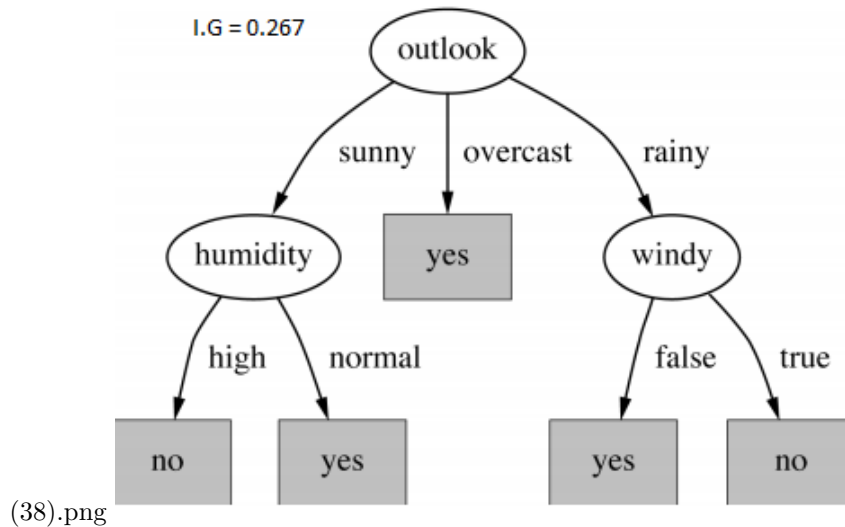 I.G = 0.267
outlook
sunny overcast rainy
humidity yes windy
high normal false true
no yes yes no
(38).png